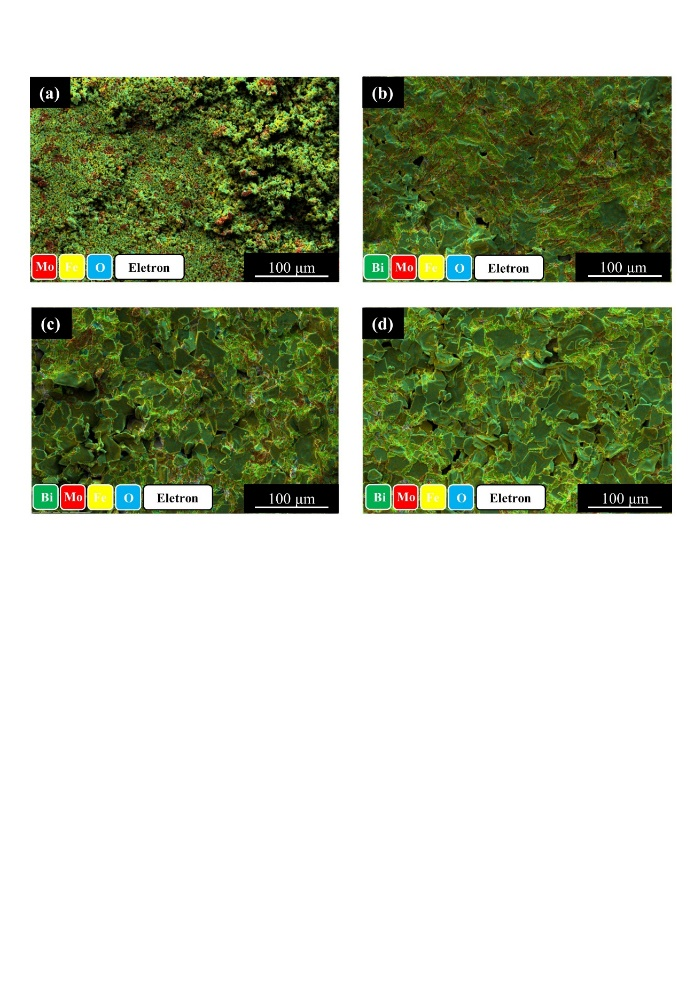 (a)
Mo Fe O Eletron 100 μm
(b)
Bi Mo Fe O Eletron 100 μm
(c)
Bi Mo Fe O Eletron 100 μm
(d)
Bi Mo Fe O Eletron 100 μm